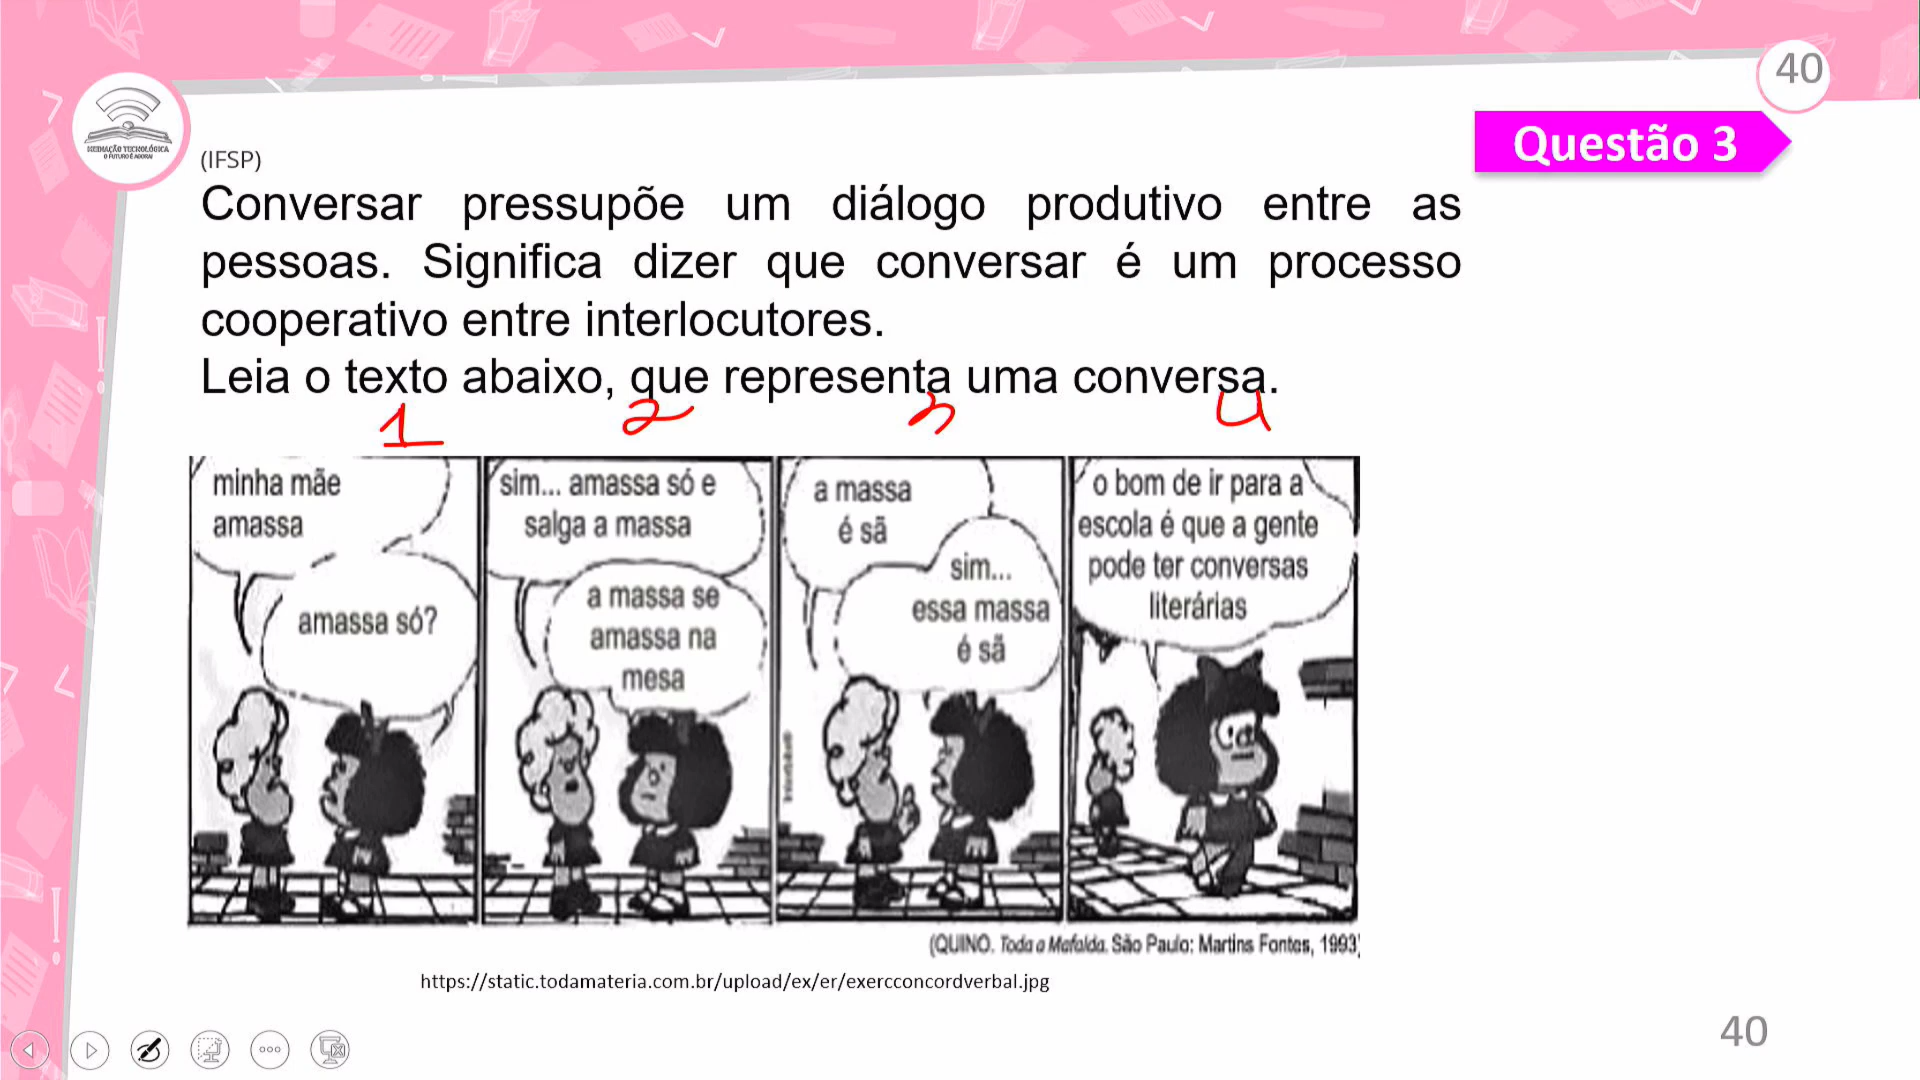 40
MEDIAÇÃO TECNOLÓGICA
O FUTURO É AGORA!
Questão 3
(IFSP)
Conversar pressupõe um diálogo produtivo entre as
pessoas. Significa dizer que conversar é um processo
cooperativo entre interlocutores.
Leia o texto abaixo, que representa uma conversa.
1 2 3 4
minha mãe
amassa
amassa só?
sim... amassa só e
salga a massa
a massa se
amassa na
mesa
a massa
é sã
sim...
essa massa
é sã
o bom de ir para a
escola é que a gente
pode ter conversas
literárias
(QUINO. Toda a Mafalda. São Paulo: Martins Fontes, 1993)
https://static.todamateria.com.br/upload/ex/er/exercconcordverbal.jpg
40